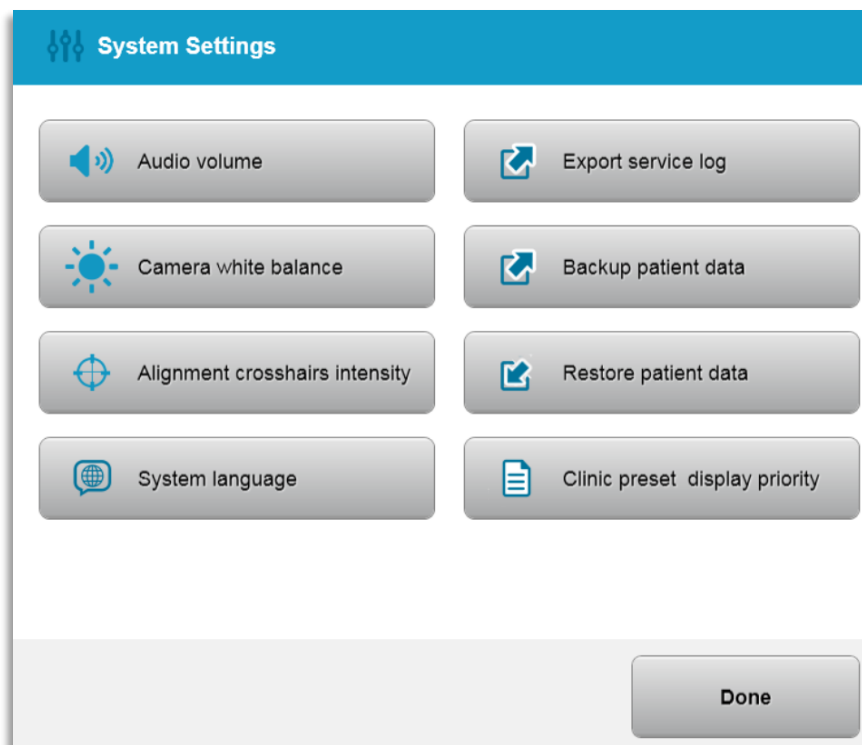 System Settings
Audio volume
Export service log
Camera white balance
Backup patient data
Alignment crosshairs intensity
Restore patient data
System language
Clinic preset display priority
Done